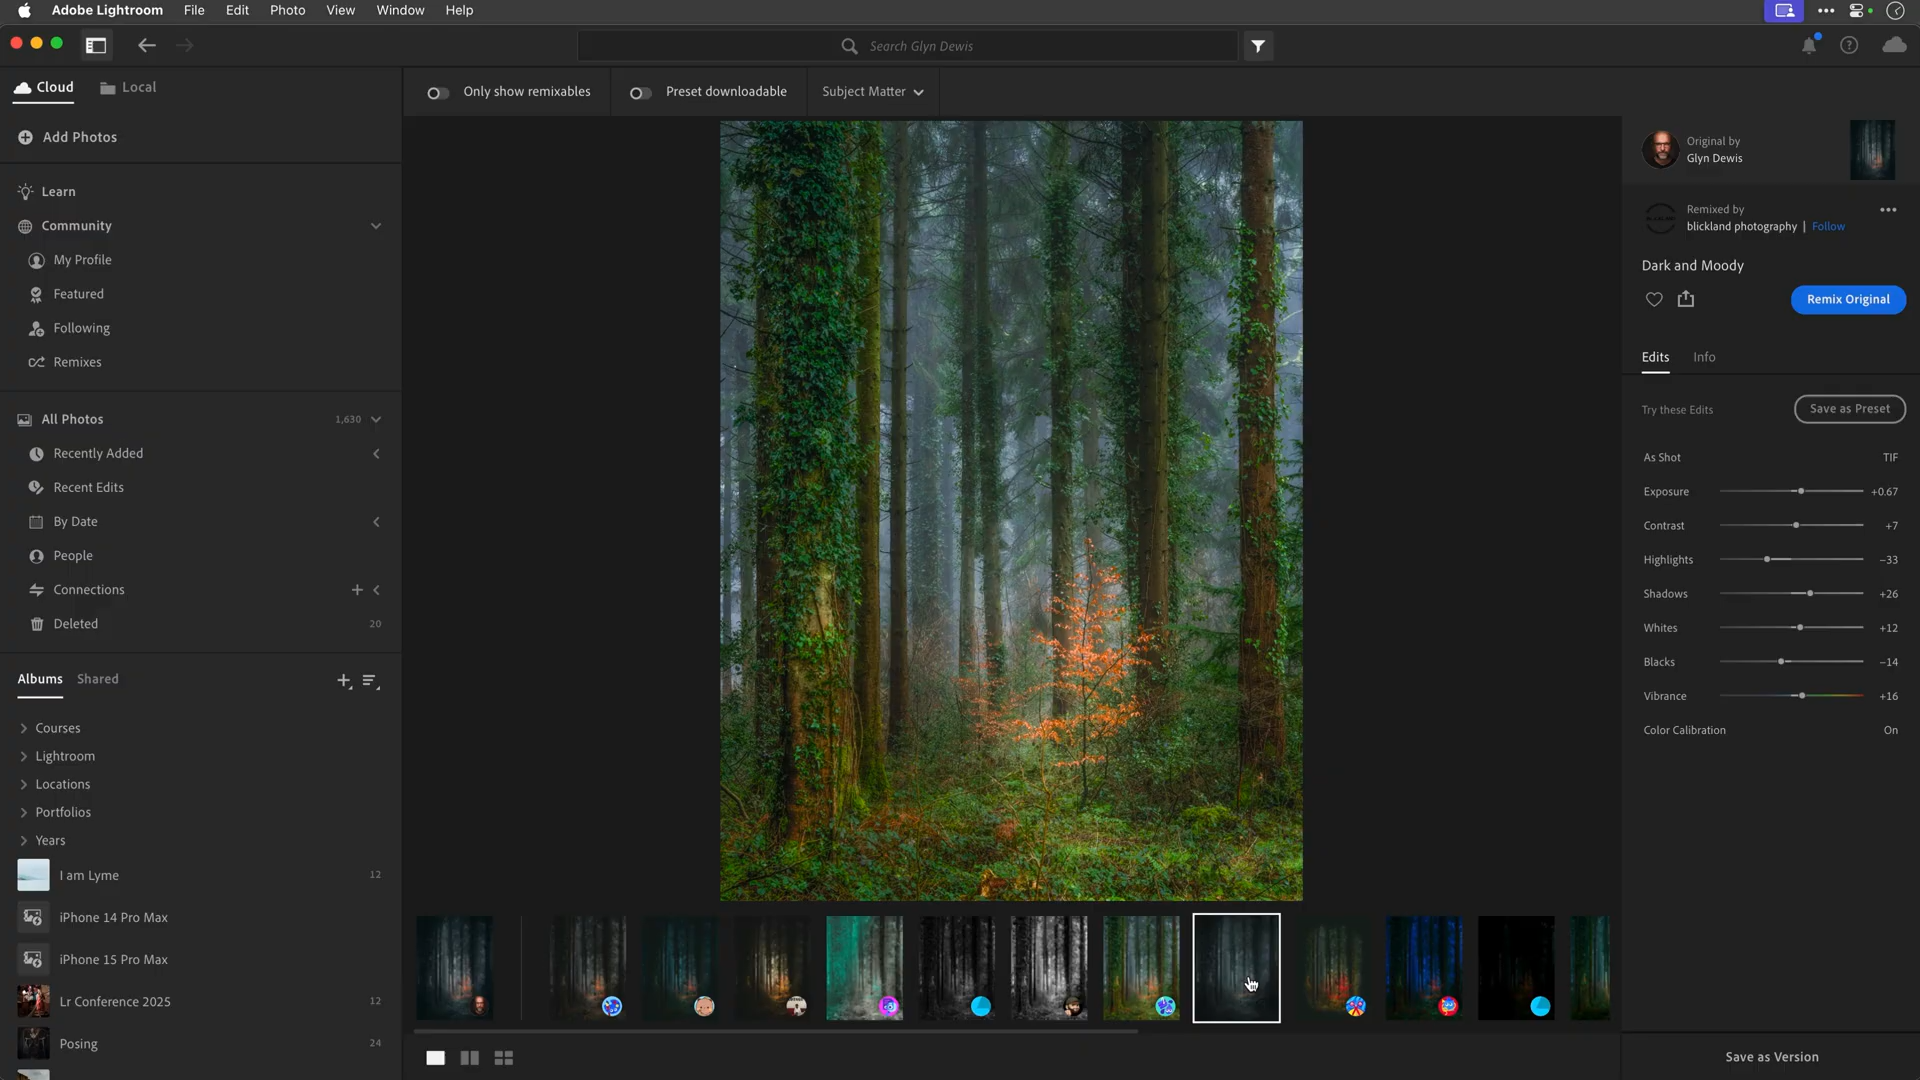 Adobe Lightroom File Edit Photo View Window Help
Search Glyn Dewis
Cloud Local
Only show remixables Preset downloadable Subject Matter
Add Photos
Learn
Community
My Profile
Featured
Following
Remixes
All Photos 1,630
Recently Added
Recent Edits
By Date
People
Connections
Deleted 20
Albums Shared
Courses
Lightroom
Locations
Portfolios
Years
I am Lyme 12
iPhone 14 Pro Max
iPhone 15 Pro Max
Lr Conference 2025 12
Posing 24
Original by
Glyn Dewis
Remixed by
blickland photography | Follow
Dark and Moody
Remix Original
Edits Info
Try these Edits Save as Preset
As Shot TIF
Exposure +0.67
Contrast +7
Highlights −33
Shadows +26
Whites +12
Blacks −14
Vibrance +16
Color Calibration On
Save as Version